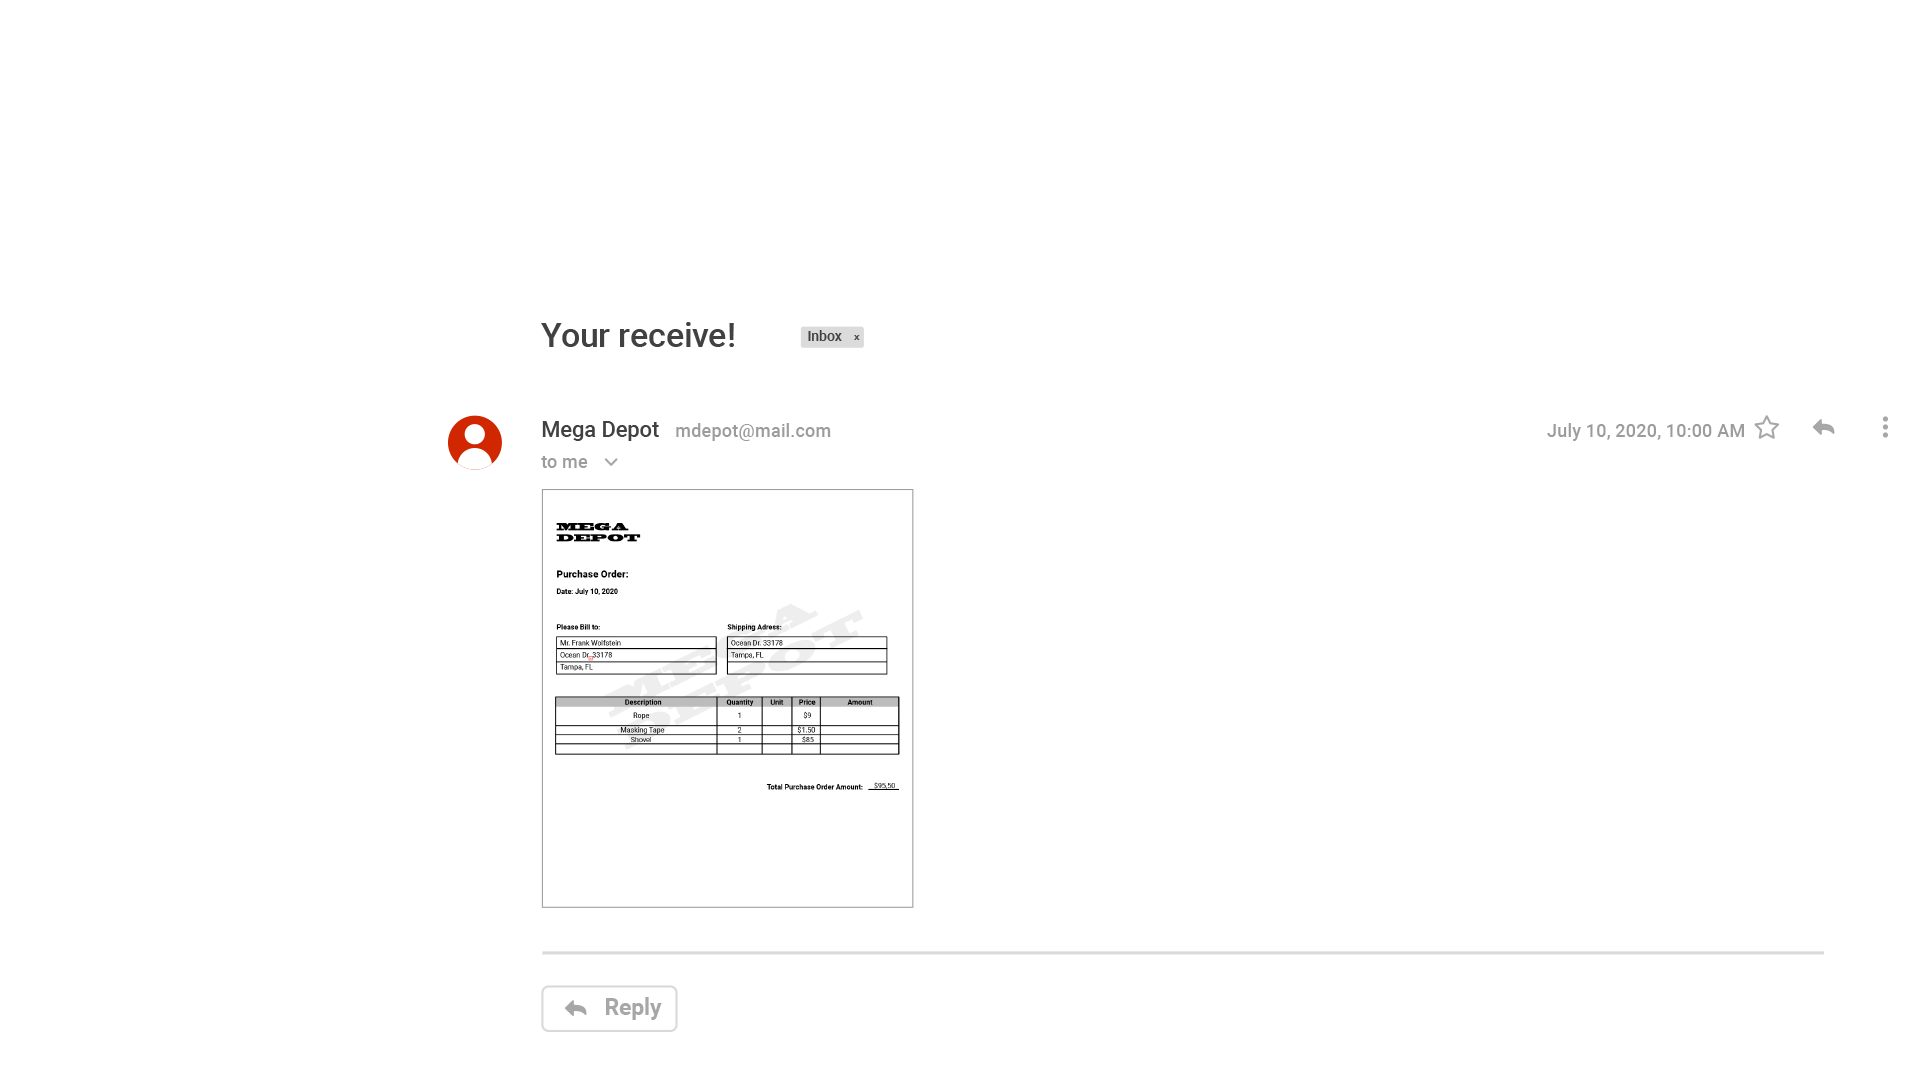 Your receive!
Inbox x
Mega Depot mdepot@mail.com
July 10, 2020, 10:00 AM
to me
MEGA
DEPOT
Purchase Order:
Date: July 10, 2020
MEGA
DEPOT
Please Bill to:
Mr. Frank Wolfstein
Ocean Dr. 33178
Tampa, FL
Shipping Adress:
Ocean Dr. 33178
Tampa, FL
Description Quantity Unit Price Amount
Rope 1 $9
Masking Tape 2 $1.50
Shovel 1 $85
Total Purchase Order Amount: $95,50
Reply